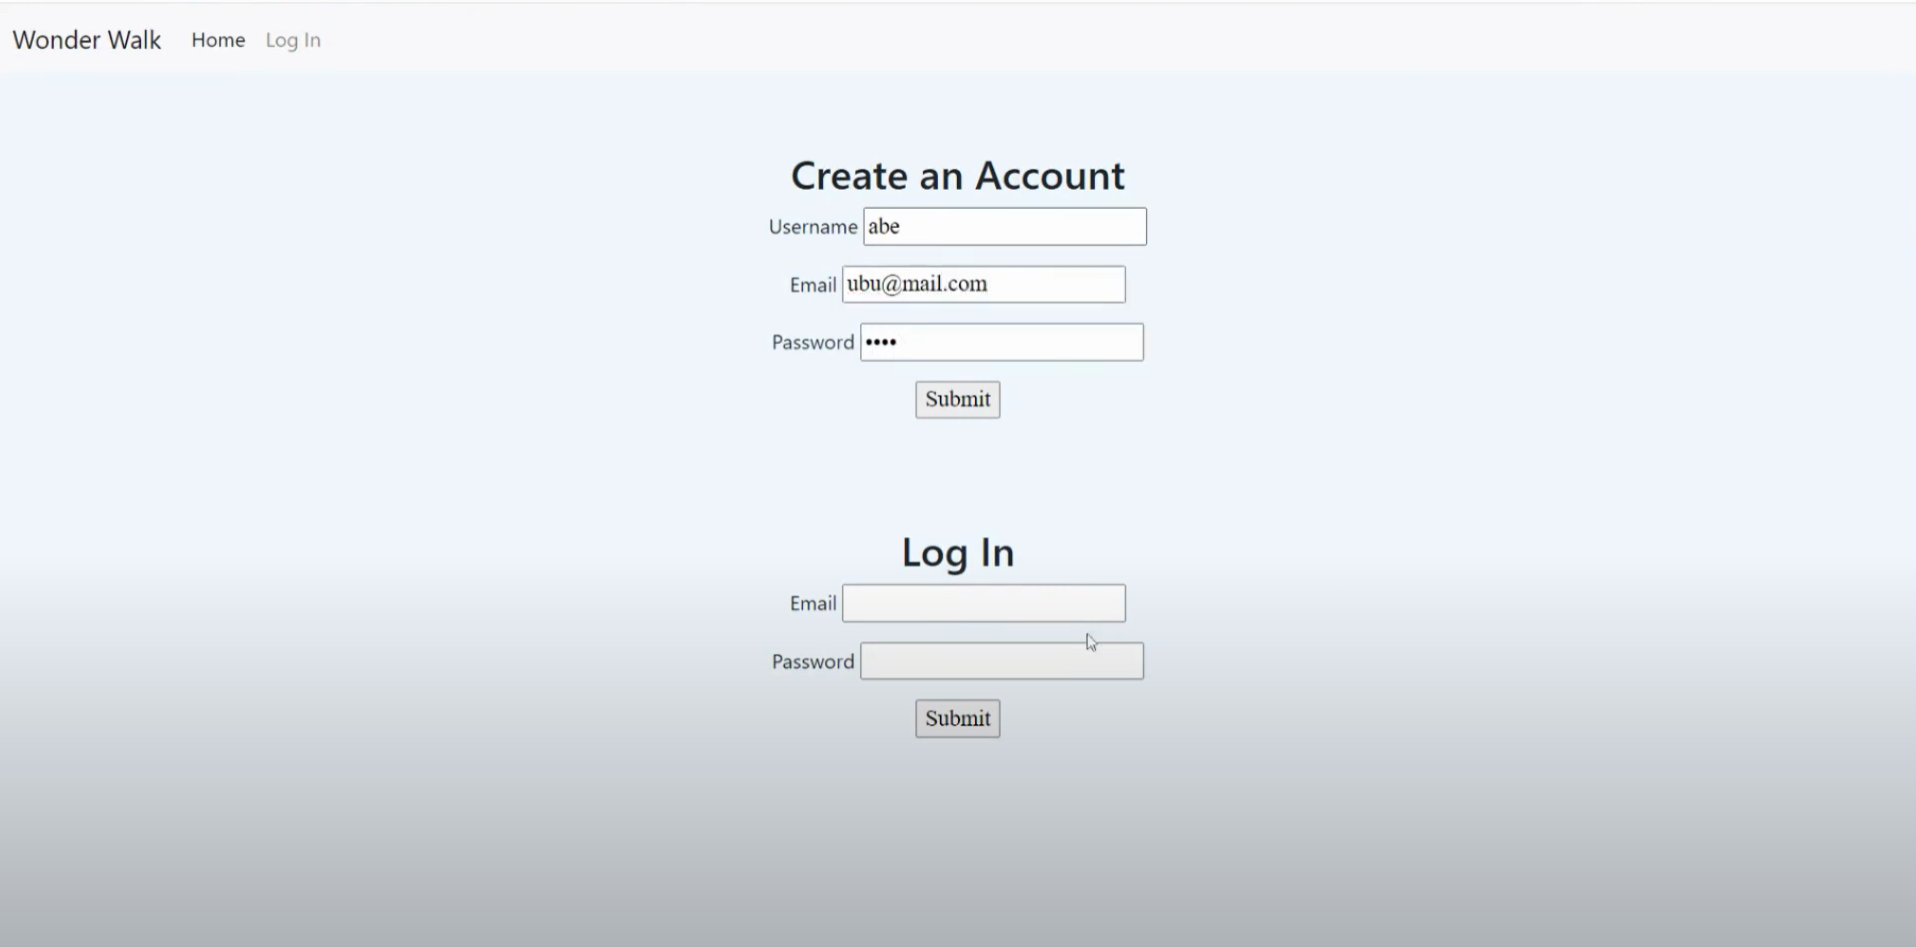 Wonder Walk Home Log In
Create an Account
Username abe
Email ubu@mail.com
Password ••••
Submit
Log In
Email
Password
Submit